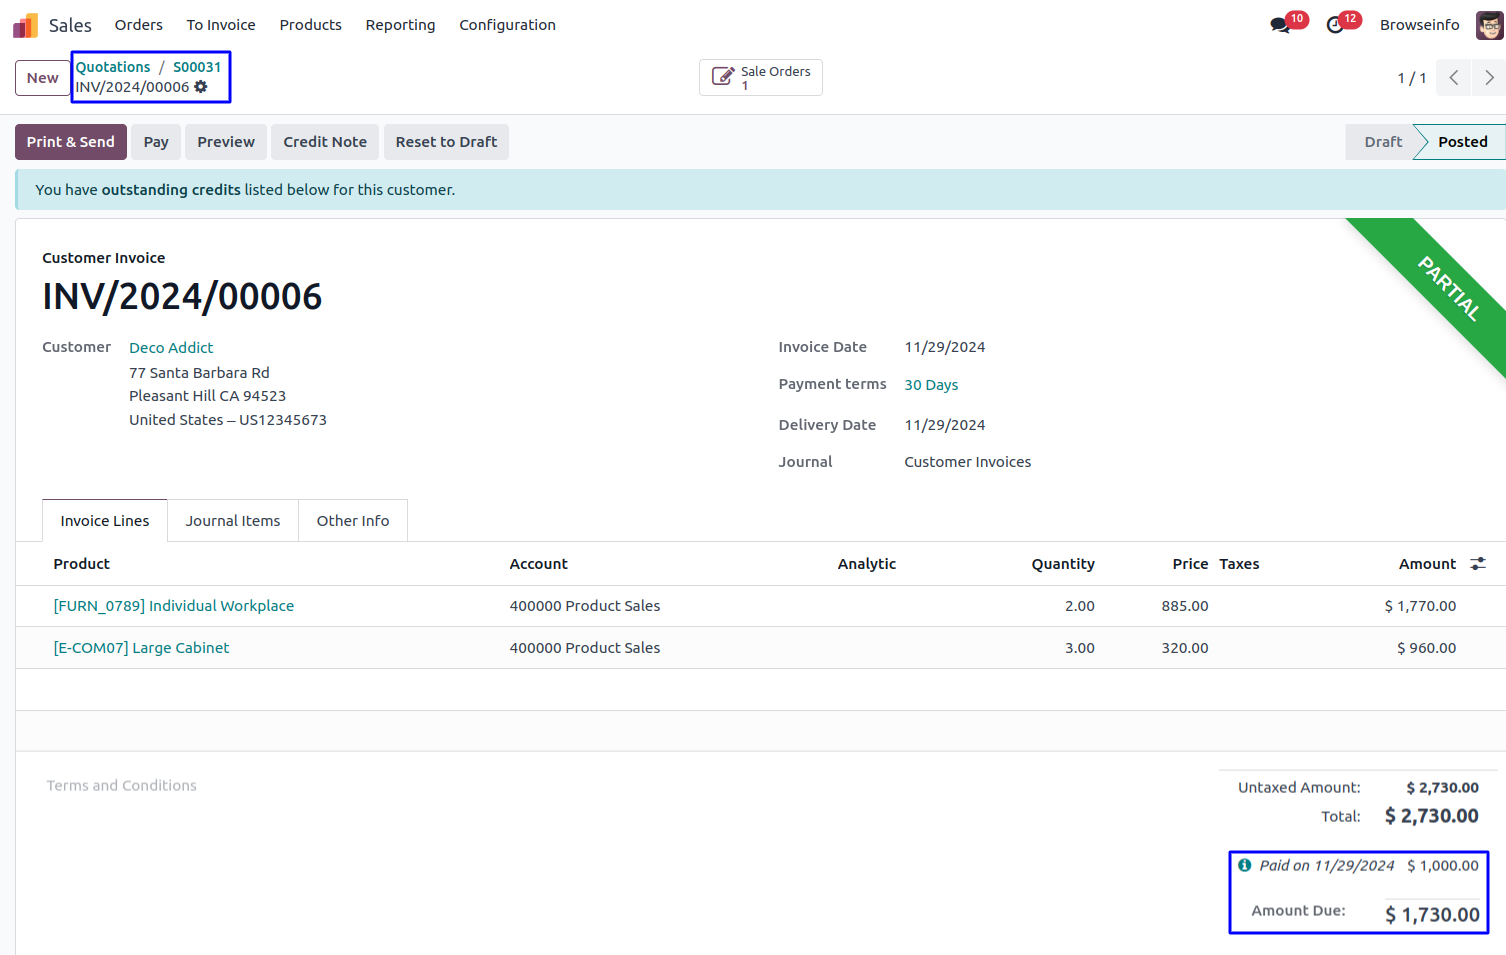 Sales Orders To Invoice Products Reporting Configuration 10 12 Browseinfo
New Quotations / S00031
INV/2024/00006
Sale Orders
1
1 / 1
Print & Send Pay Preview Credit Note Reset to Draft Draft Posted
You have outstanding credits listed below for this customer.
PARTIAL
Customer Invoice
INV/2024/00006
Customer Deco Addict
77 Santa Barbara Rd
Pleasant Hill CA 94523
United States – US12345673
Invoice Date 11/29/2024
Payment terms 30 Days
Delivery Date 11/29/2024
Journal Customer Invoices
Invoice Lines Journal Items Other Info
Product Account Analytic Quantity Price Taxes Amount
[FURN_0789] Individual Workplace 400000 Product Sales 2.00 885.00 $ 1,770.00
[E-COM07] Large Cabinet 400000 Product Sales 3.00 320.00 $ 960.00
Terms and Conditions
Untaxed Amount: $ 2,730.00
Total: $ 2,730.00
Paid on 11/29/2024 $ 1,000.00
Amount Due: $ 1,730.00